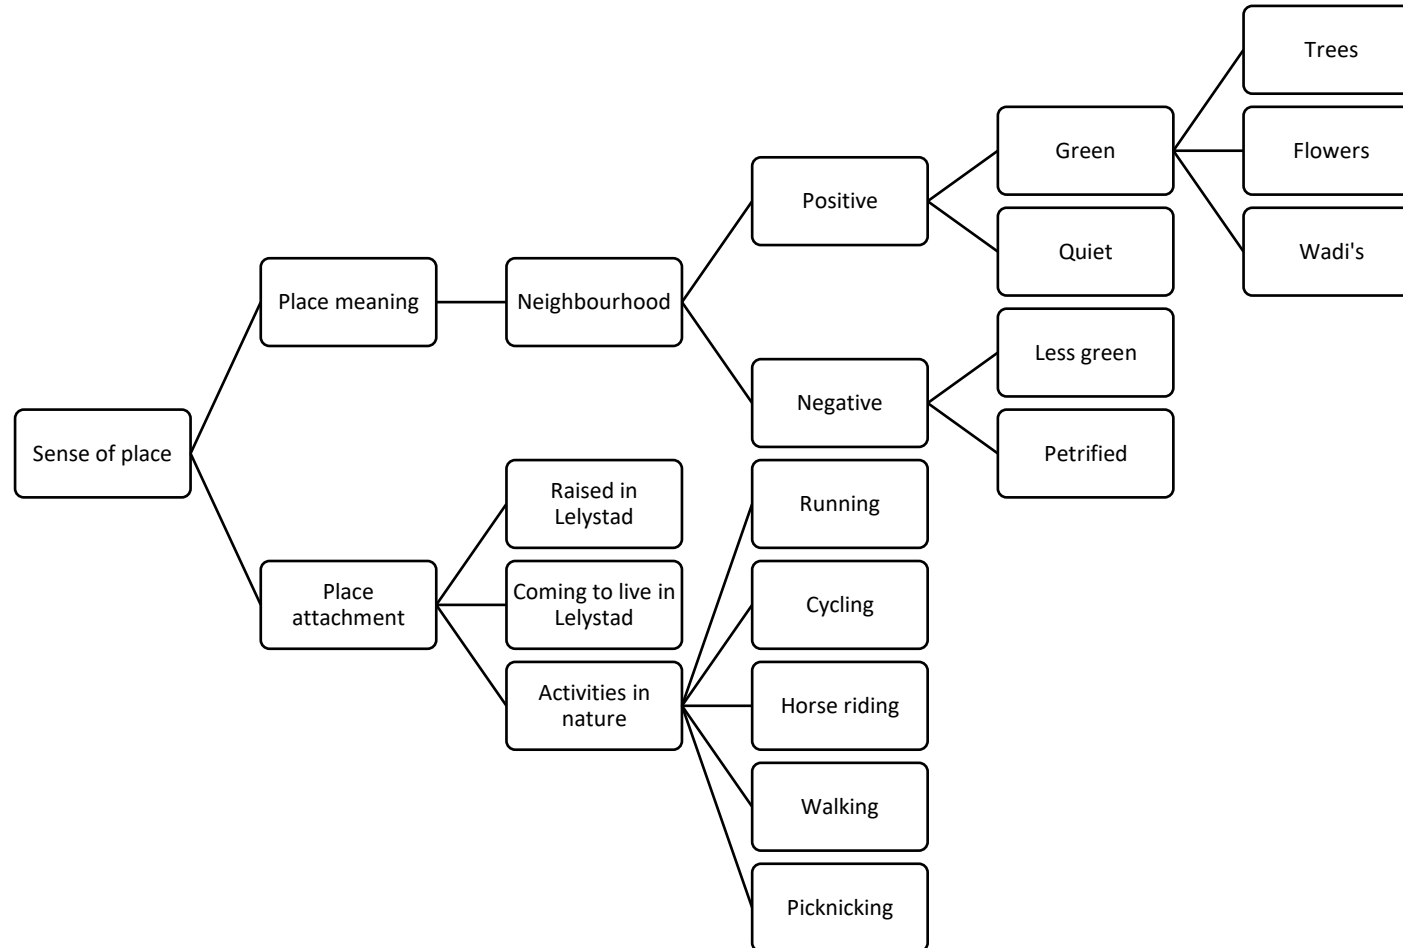 Sense of place
Place meaning
Neighbourhood
Positive
Green
Trees
Flowers
Wadi's
Quiet
Negative
Less green
Petrified
Place
attachment
Raised in
Lelystad
Coming to live in
Lelystad
Activities in
nature
Running
Cycling
Horse riding
Walking
Picknicking